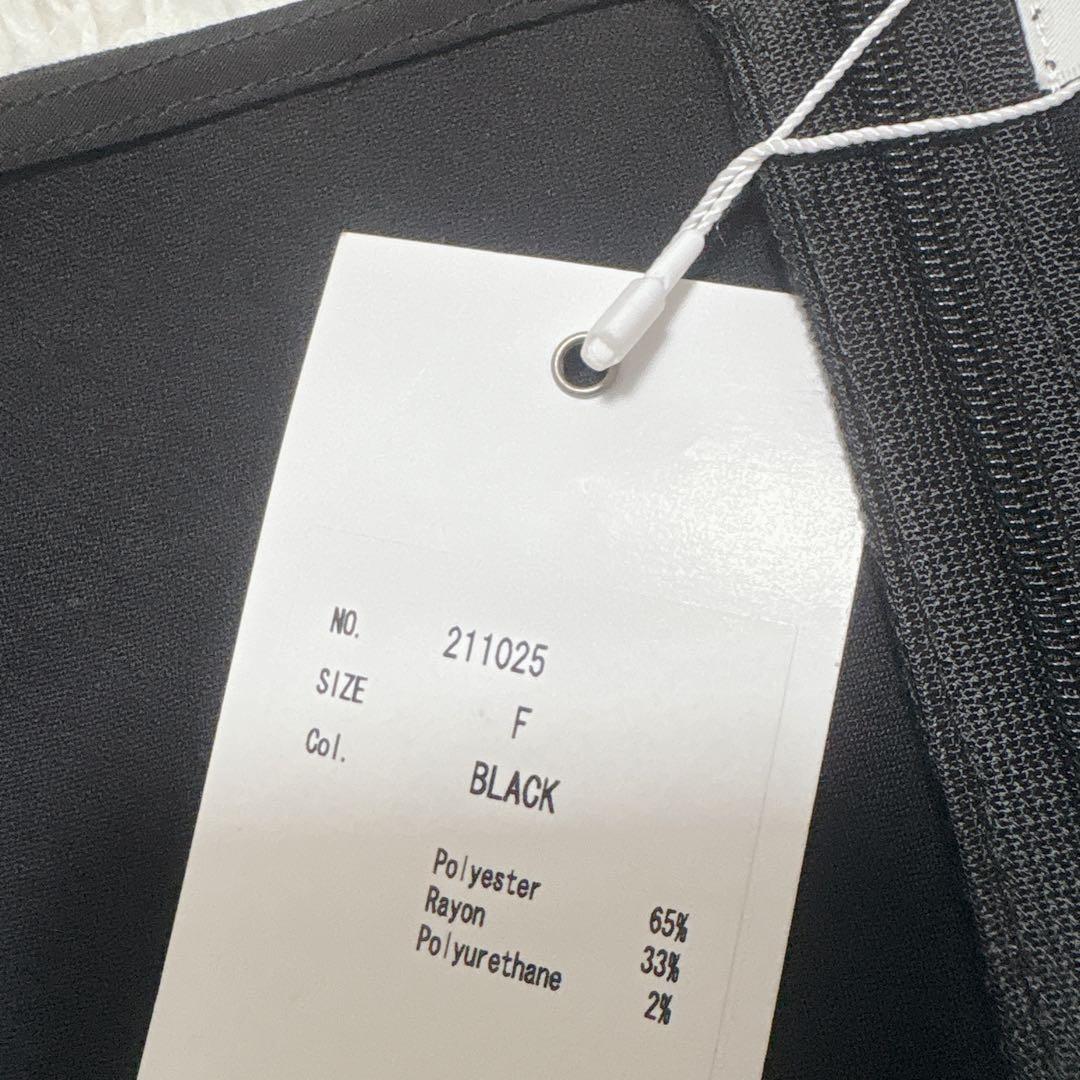 NO. 211025
SIZE F
Col. BLACK
Polyester 65%
Rayon 33%
Polyurethane 2%